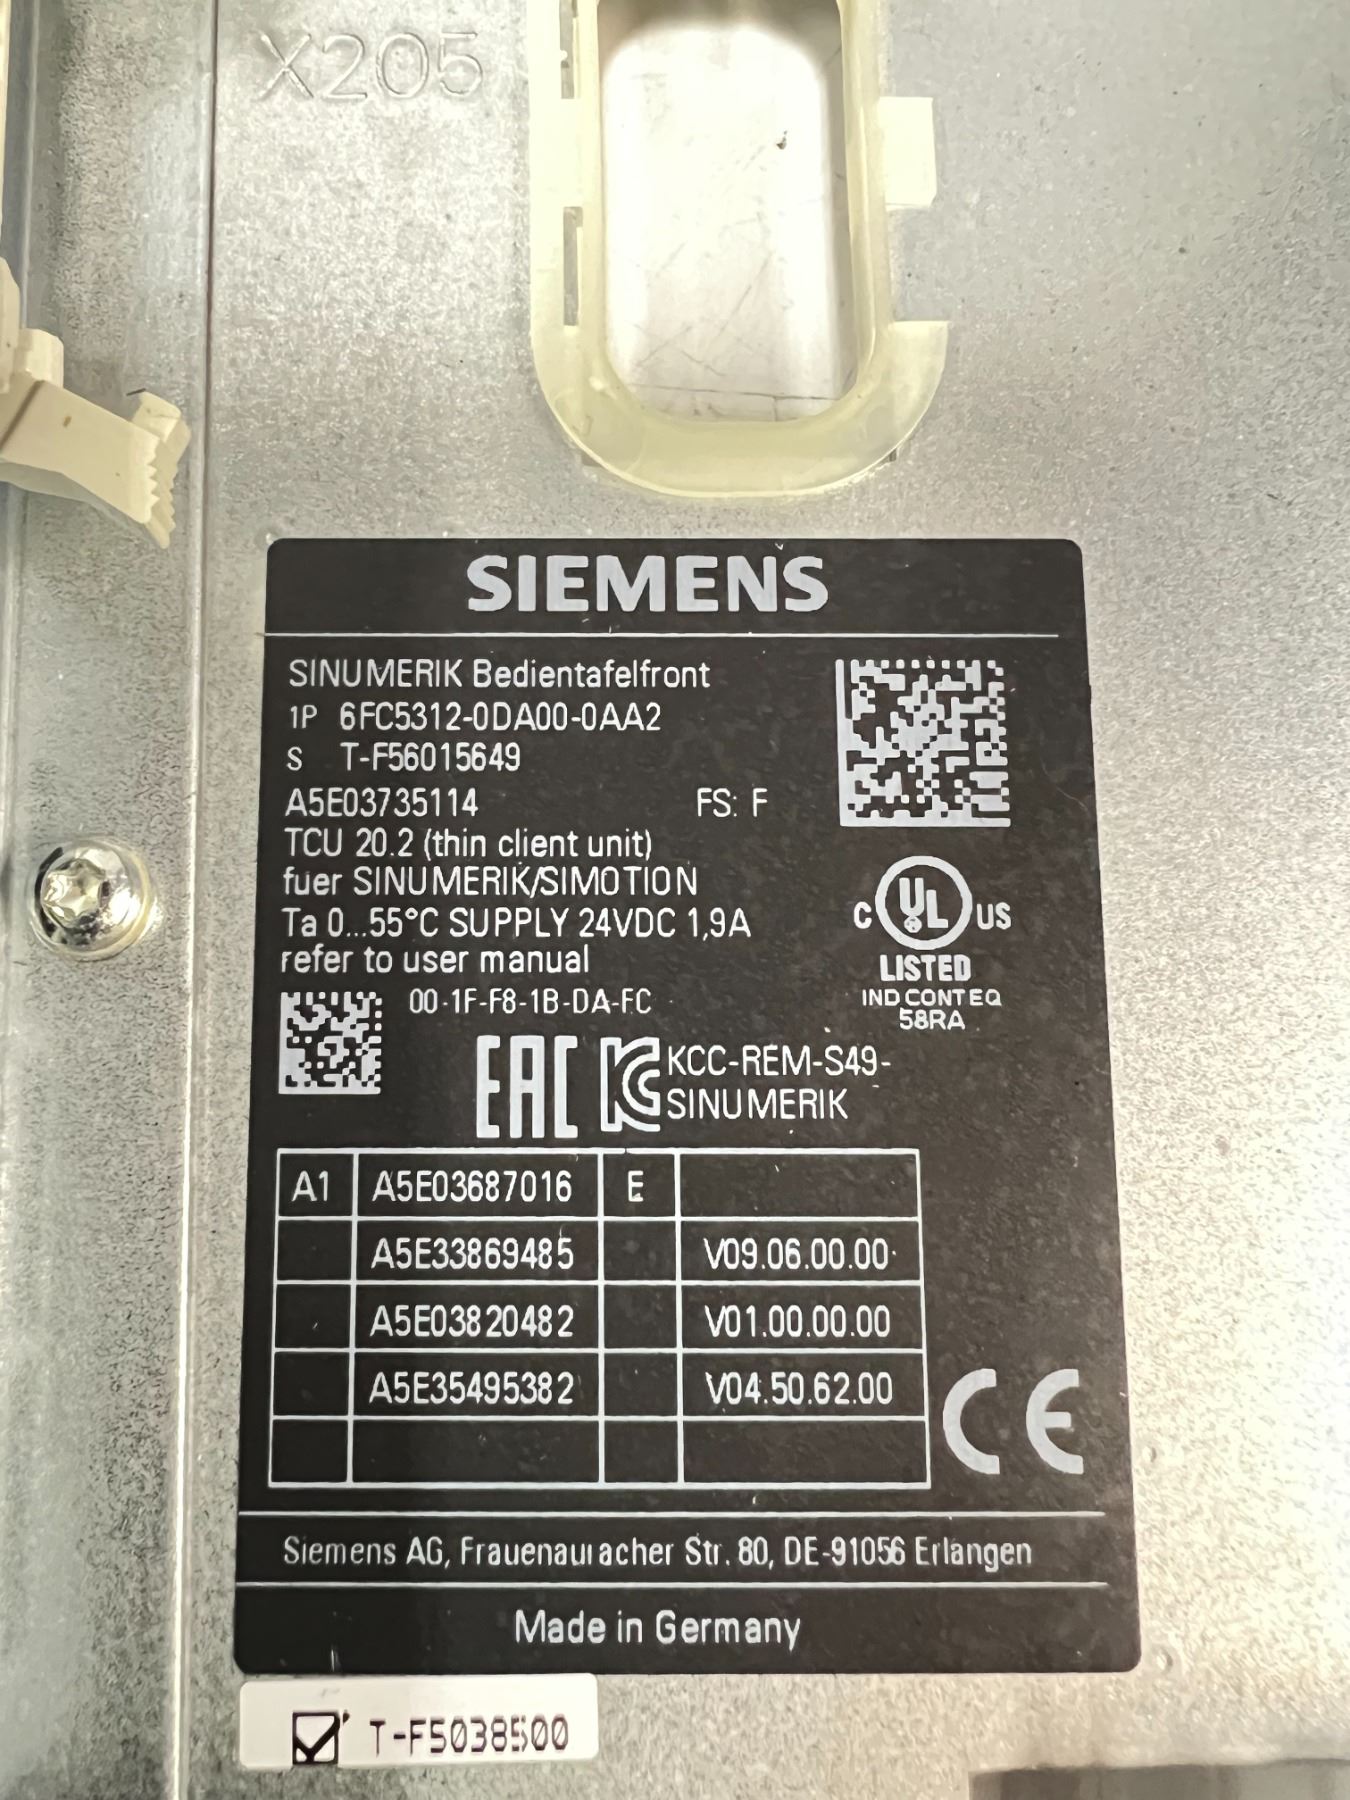 X205
SIEMENS
SINUMERIK Bedientafelfront
1P 6FC5312-0DA00-0AA2
S T-F56015649
A5E03735114 FS: F
TCU 20.2 (thin client unit)
fuer SINUMERIK/SIMOTION
Ta 0...55°C SUPPLY 24VDC 1,9A
refer to user manual
C UL US
LISTED
IND CONT EQ
58RA
00-1F-F8-1B-DA-FC
EAC KC KCC-REM-S49-
SINUMERIK
A1 A5E03687016 E
A5E33869485 V09.06.00.00
A5E03820482 V01.00.00.00
A5E35495382 V04.50.62.00
CE
Siemens AG, Frauenauracher Str. 80, DE-91056 Erlangen
Made in Germany
T-F5038500